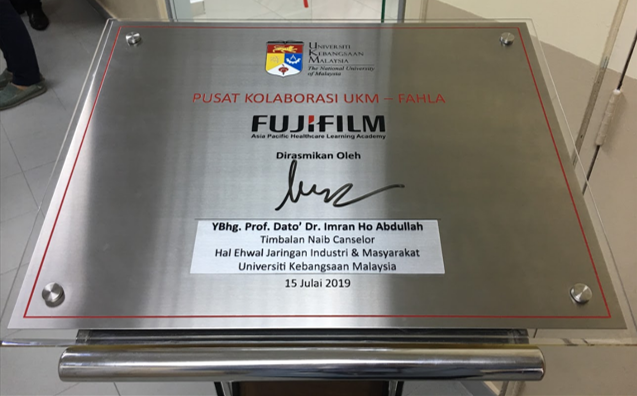 UNIVERSITI
KEBANGSAAN
MALAYSIA
The National University
of Malaysia
PUSAT KOLABORASI UKM – FAHLA
FUJIFILM
Asia Pacific Healthcare Learning Academy
Dirasmikan Oleh
YBhg. Prof. Dato' Dr. Imran Ho Abdullah
Timbalan Naib Canselor
Hal Ehwal Jaringan Industri & Masyarakat
Universiti Kebangsaan Malaysia
15 Julai 2019